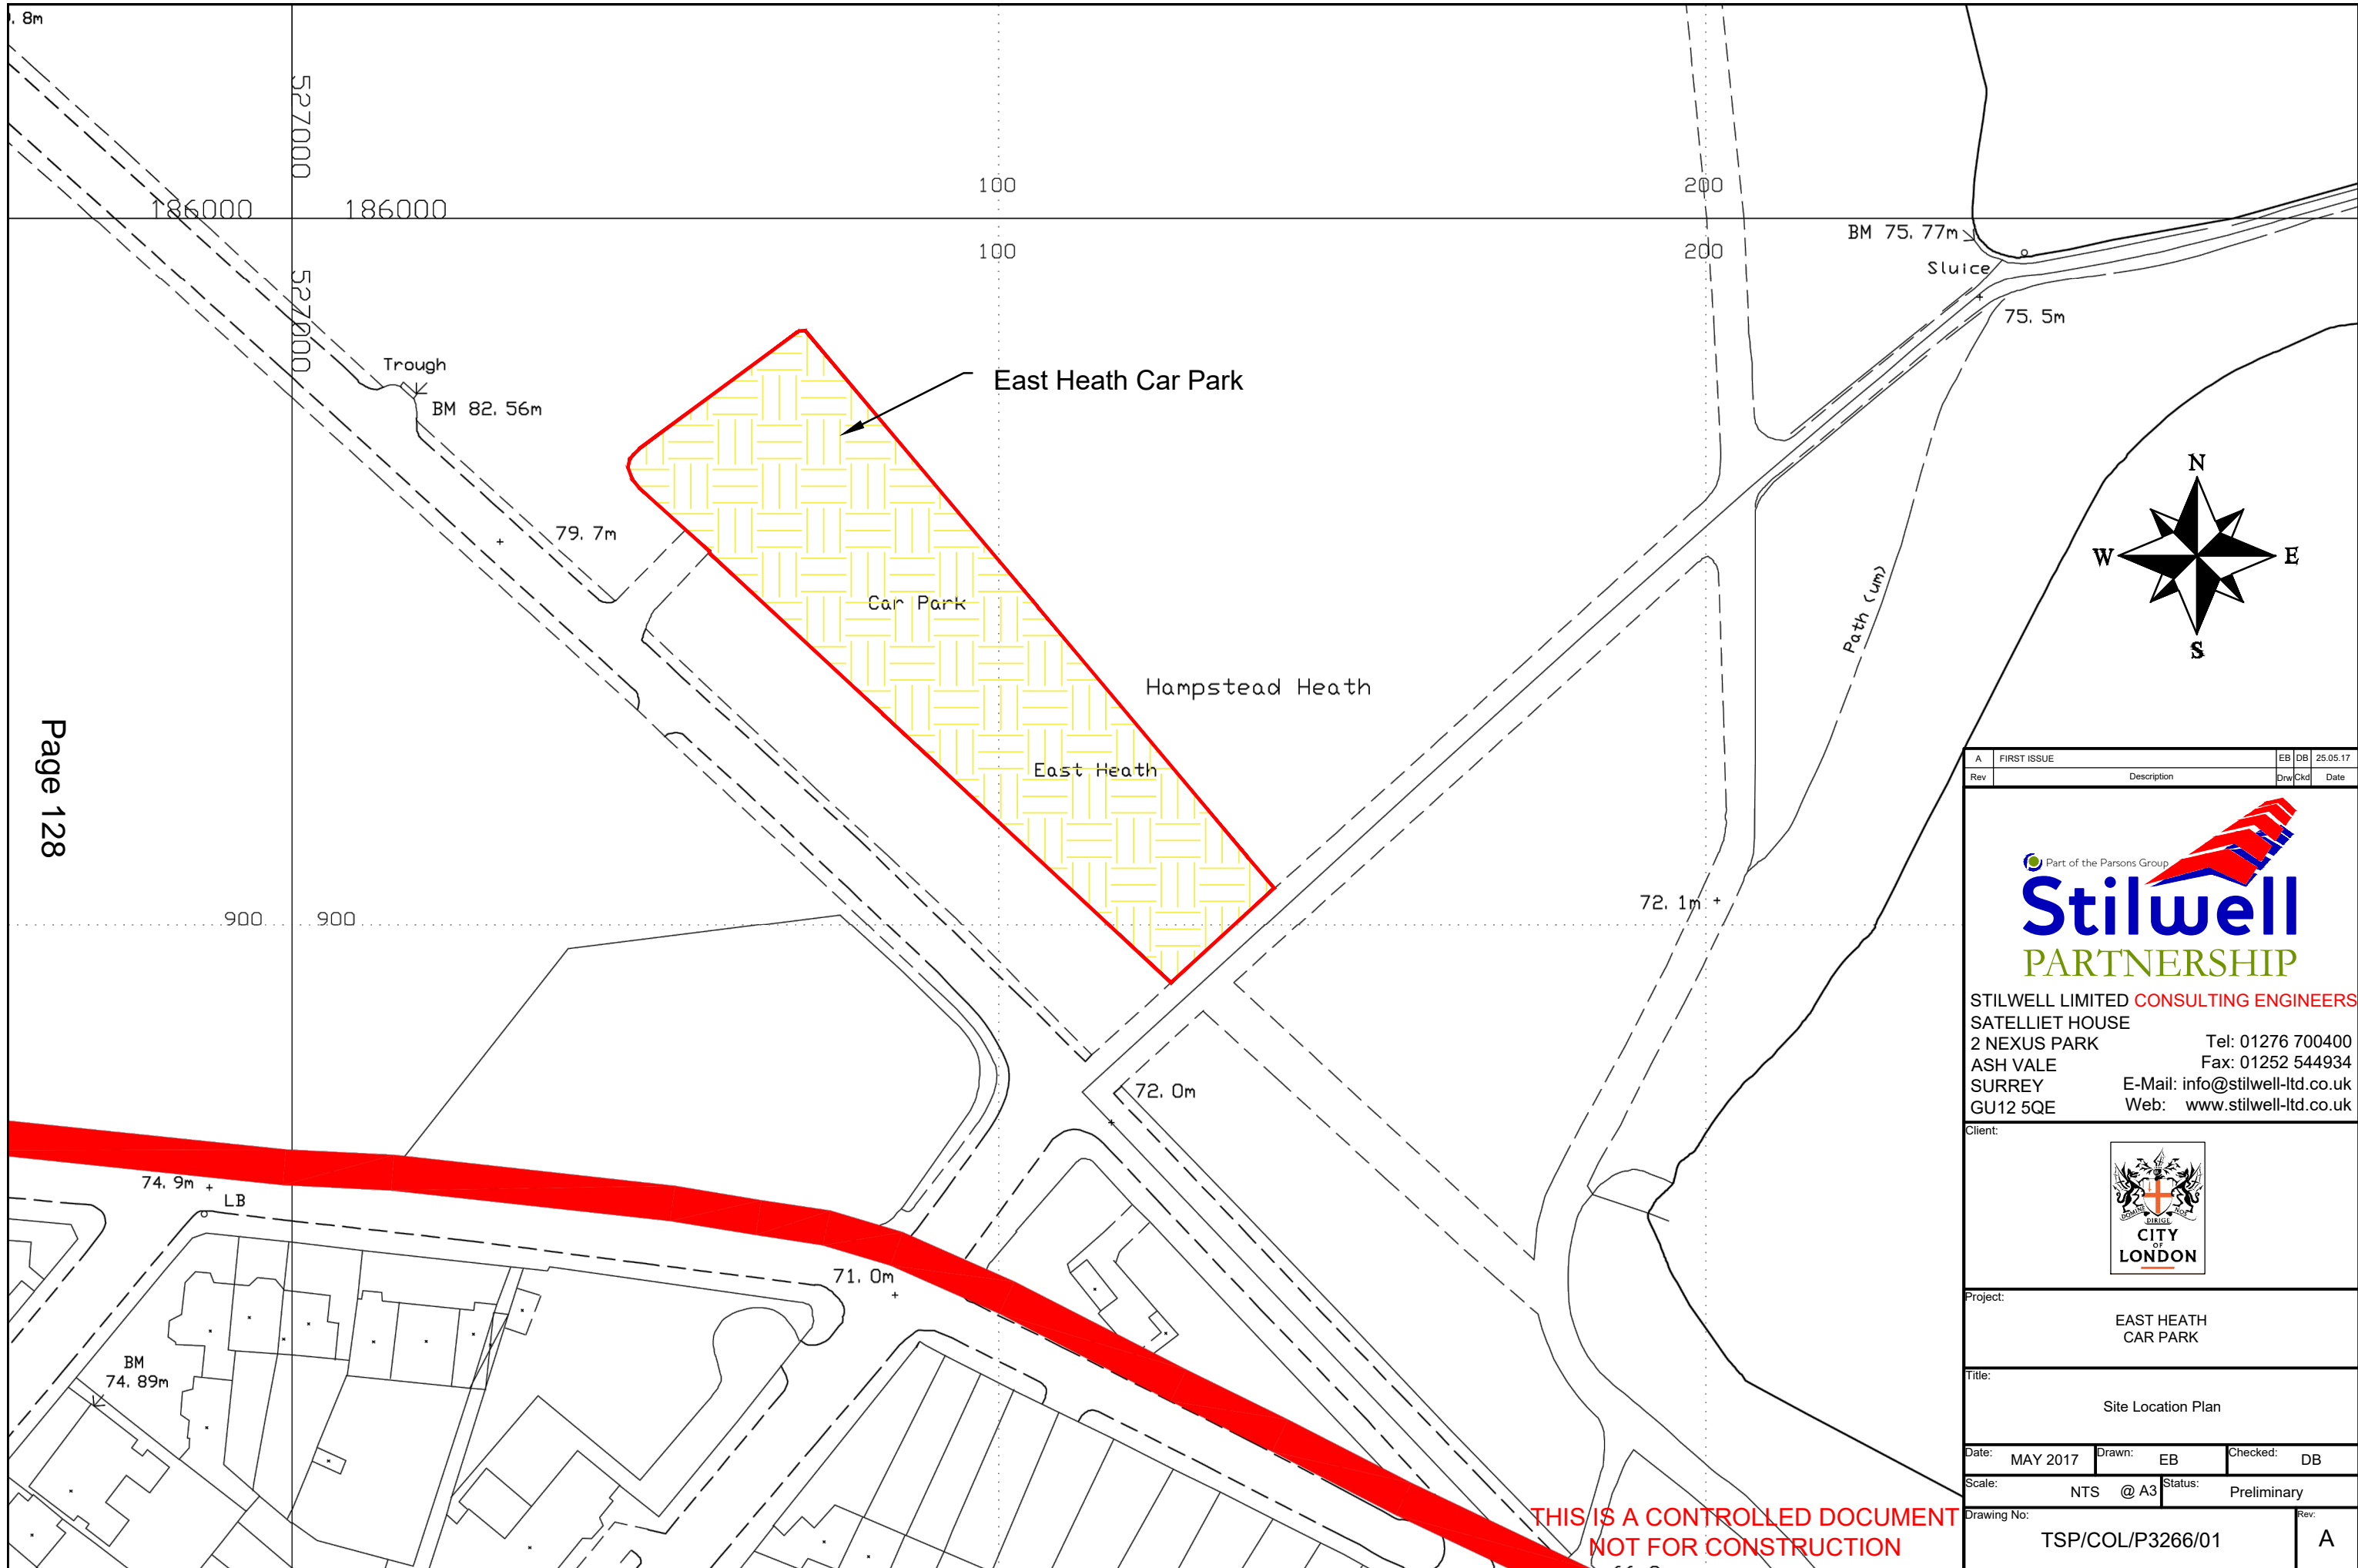 527000
186000 186000
100
200
100
200
527000
BM 75. 77m
Sluice
75. 5m
Trough
BM 82. 56m
East Heath Car Park
79. 7m
Car Park
Path (um)
Hampstead Heath
East Heath
N
W E
S
Page 128
72. 1m
900 900
72. 0m
74. 9m
LB
71. 0m
BM
74. 89m
THIS IS A CONTROLLED DOCUMENT
NOT FOR CONSTRUCTION
A FIRST ISSUE EB DB 25.05.17
Rev Description Drw Ckd Date
Part of the Parsons Group
Stilwell
PARTNERSHIP
STILWELL LIMITED CONSULTING ENGINEERS
SATELLIET HOUSE
2 NEXUS PARK Tel: 01276 700400
ASH VALE Fax: 01252 544934
SURREY E-Mail: info@stilwell-ltd.co.uk
GU12 5QE Web: www.stilwell-ltd.co.uk
Client:
DOMINE DIRIGE NOS
CITY
OF
LONDON
Project:
EAST HEATH
CAR PARK
Title:
Site Location Plan
Date: MAY 2017 Drawn: EB Checked: DB
Scale: NTS @ A3 Status: Preliminary
Drawing No: Rev:
TSP/COL/P3266/01 A